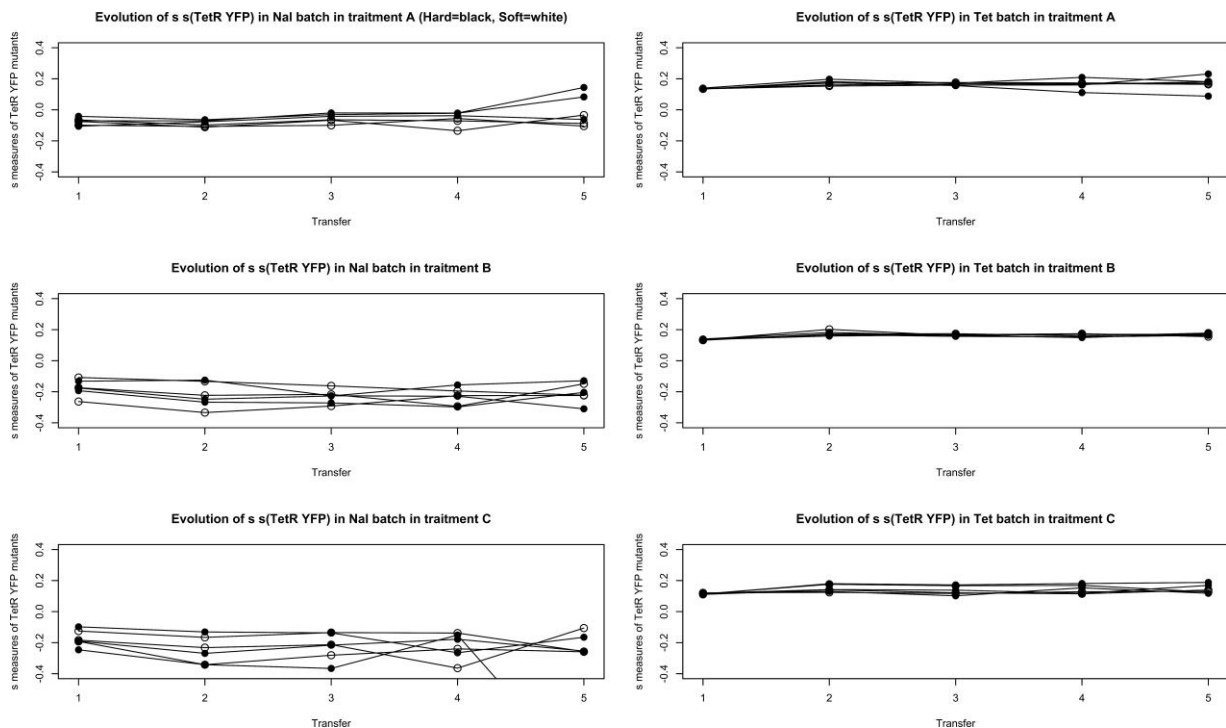 Evolution of s s(TetR YFP) in Nal batch in traitment A (Hard=black, Soft=white)
s measures of TetR YFP mutants
0.4
0.2
0.0
-0.2
-0.4
1 2 3 4 5
Transfer
Evolution of s s(TetR YFP) in Tet batch in traitment A
s measures of TetR YFP mutants
0.4
0.2
0.0
-0.2
-0.4
1 2 3 4 5
Transfer
Evolution of s s(TetR YFP) in Nal batch in traitment B
s measures of TetR YFP mutants
0.4
0.2
0.0
-0.2
-0.4
1 2 3 4 5
Transfer
Evolution of s s(TetR YFP) in Tet batch in traitment B
s measures of TetR YFP mutants
0.4
0.2
0.0
-0.2
-0.4
1 2 3 4 5
Transfer
Evolution of s s(TetR YFP) in Nal batch in traitment C
s measures of TetR YFP mutants
0.4
0.2
0.0
-0.2
-0.4
1 2 3 4 5
Transfer
Evolution of s s(TetR YFP) in Tet batch in traitment C
s measures of TetR YFP mutants
0.4
0.2
0.0
-0.2
-0.4
1 2 3 4 5
Transfer